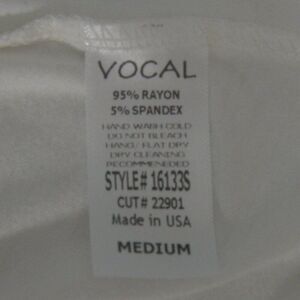 VOCAL
95% RAYON
5% SPANDEX
HAND WASH COLD
DO NOT BLEACH
HANG/ FLAT DRY
DRY CLEANING
RECOMMENEDED
STYLE# 16133S
CUT# 22901
Made in USA
MEDIUM